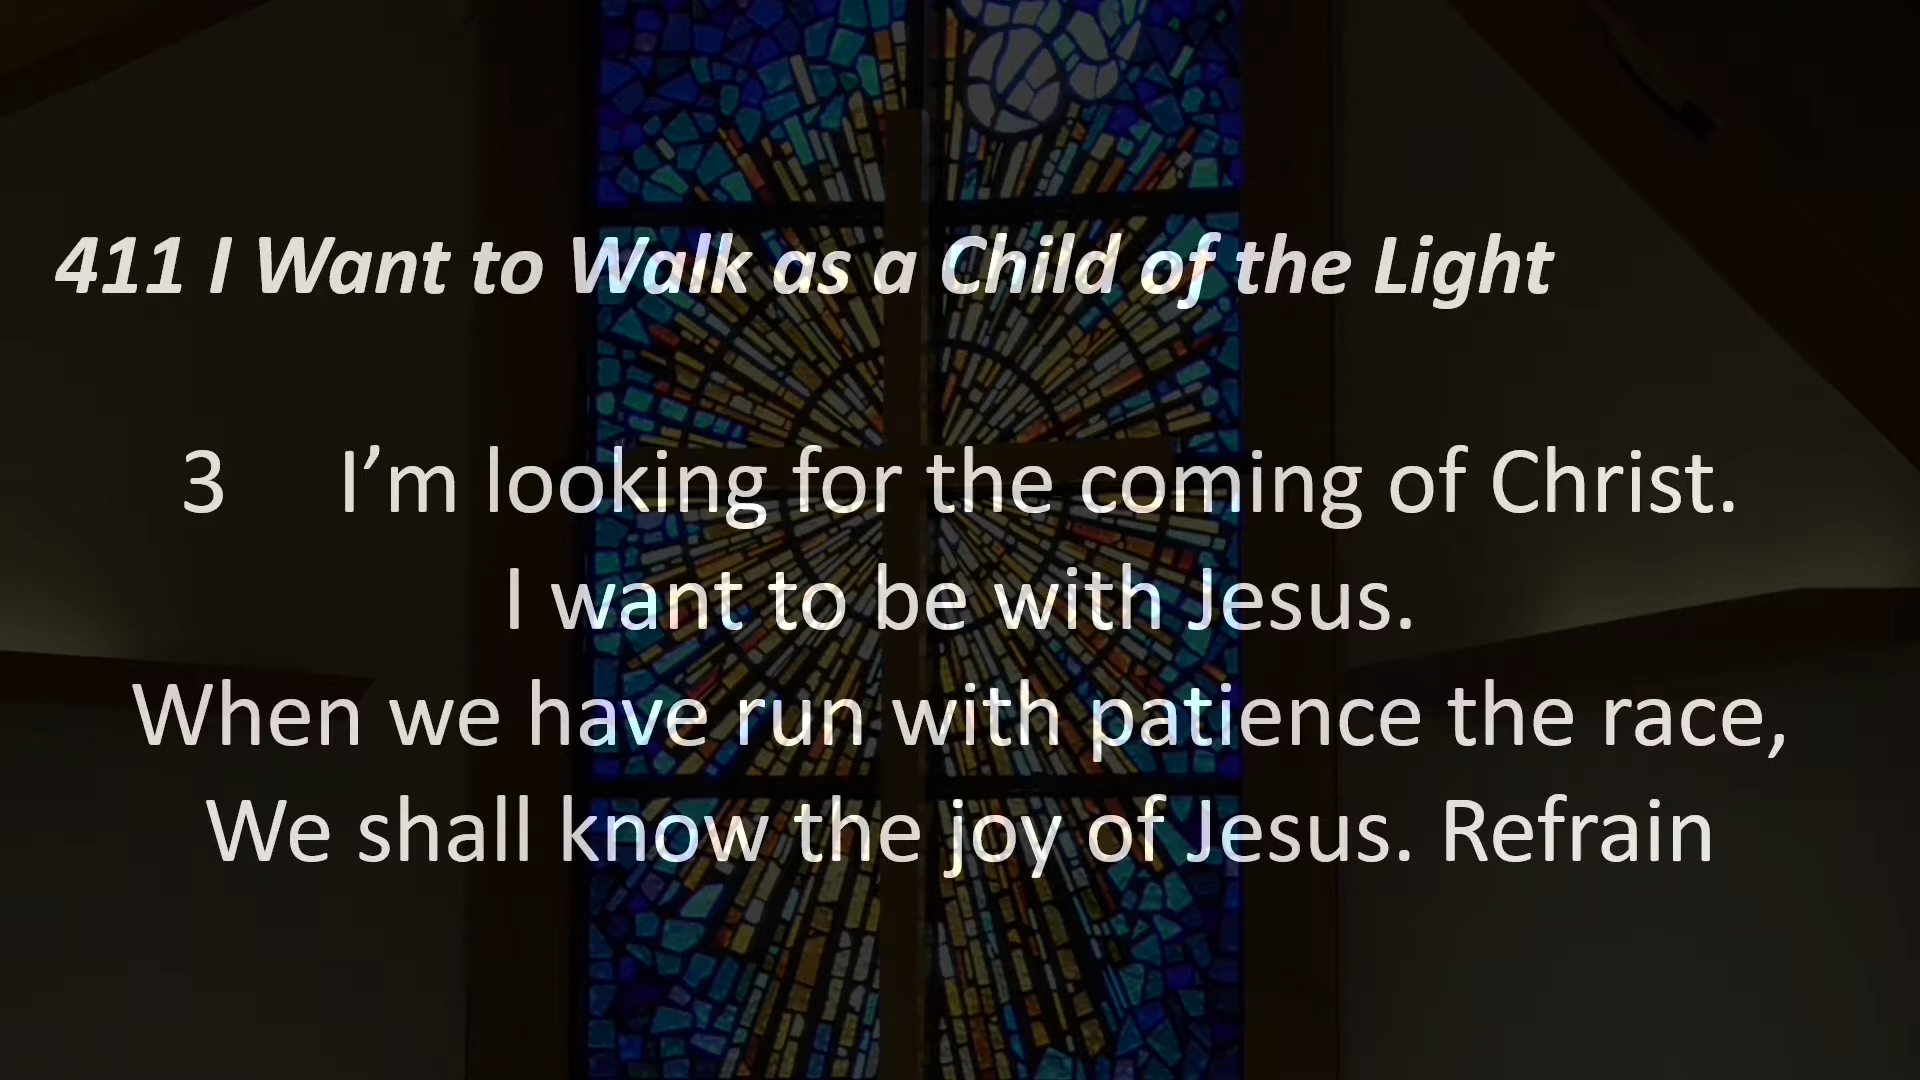 411 I Want to Walk as a Child of the Light
3 I’m looking for the coming of Christ.
I want to be with Jesus.
When we have run with patience the race,
We shall know the joy of Jesus. Refrain